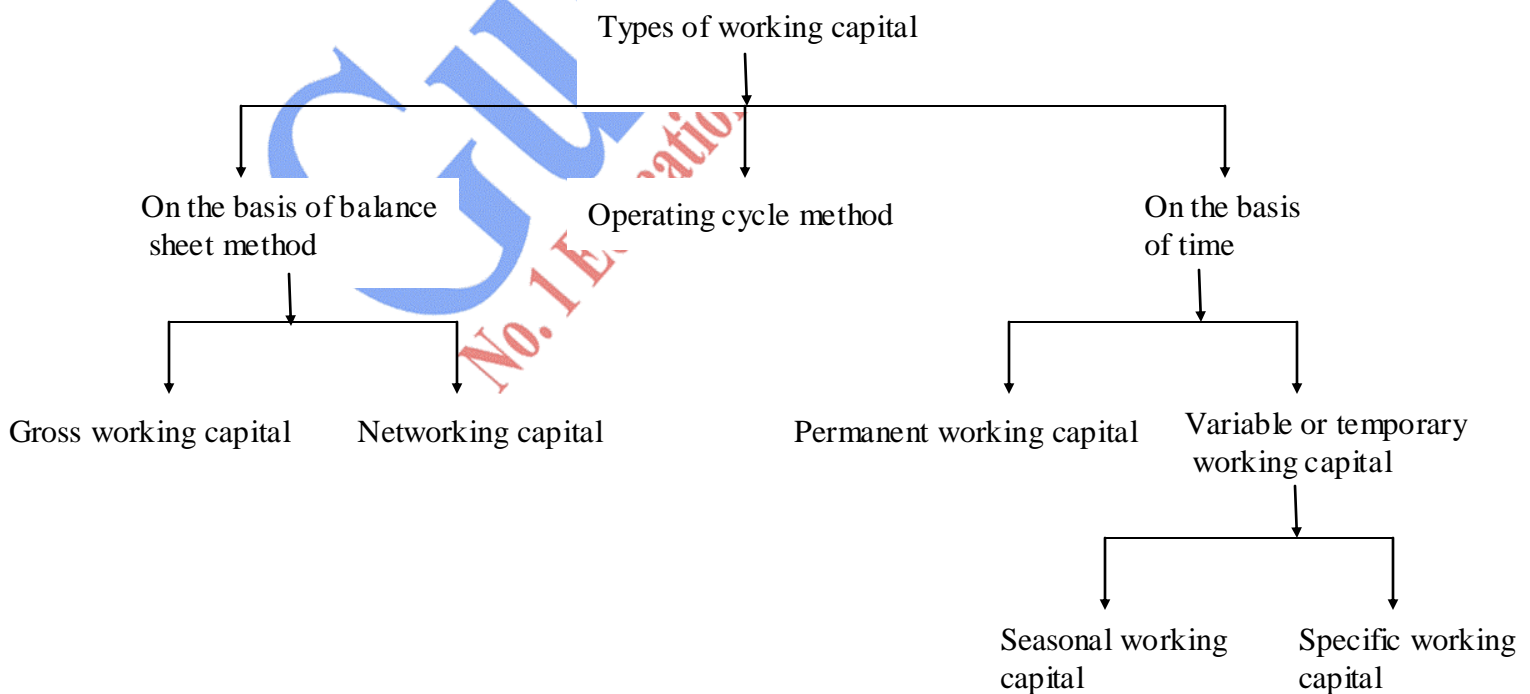 Types of working capital
On the basis of balance
sheet method
Operating cycle method
On the basis
of time
Gross working capital
Networking capital
Permanent working capital
Variable or temporary
working capital
Seasonal working
capital
Specific working
capital
No. 1 E